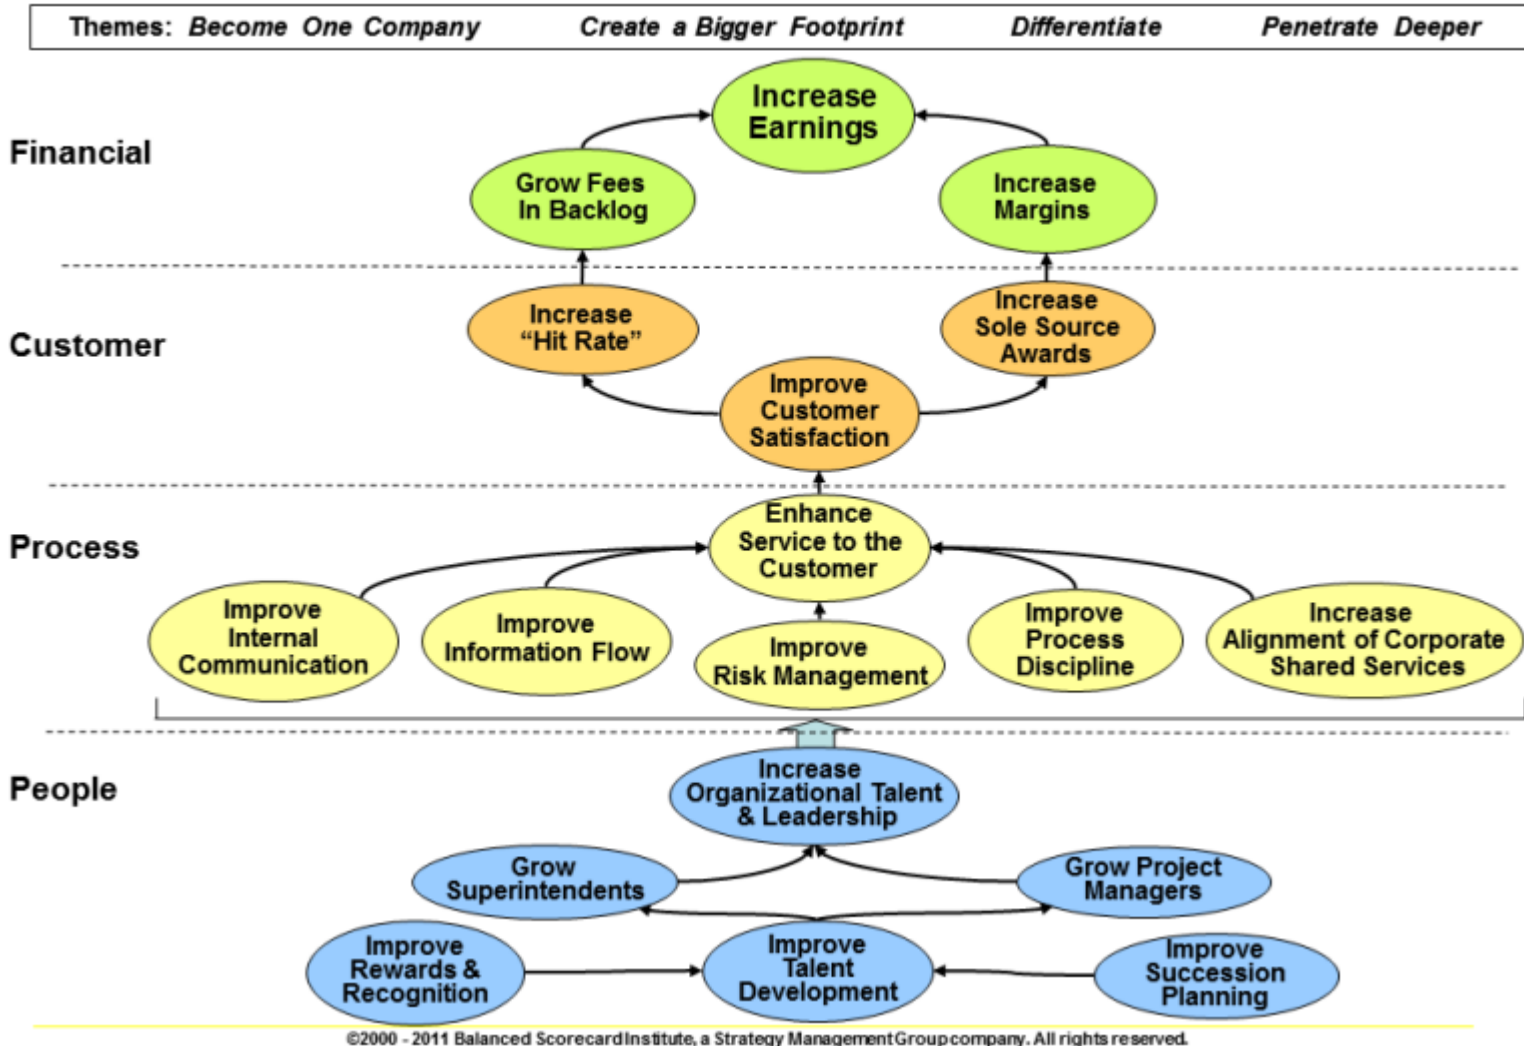 Themes: Become One Company Create a Bigger Footprint Differentiate Penetrate Deeper
Financial
Increase
Earnings
Grow Fees
In Backlog
Increase
Margins
Customer
Increase
“Hit Rate”
Increase
Sole Source
Awards
Improve
Customer
Satisfaction
Process
Enhance
Service to the
Customer
Improve
Internal
Communication
Improve
Information Flow
Improve
Risk Management
Improve
Process
Discipline
Increase
Alignment of Corporate
Shared Services
People
Increase
Organizational Talent
& Leadership
Grow
Superintendents
Grow Project
Managers
Improve
Rewards &
Recognition
Improve
Talent
Development
Improve
Succession
Planning
©2000 - 2011 Balanced Scorecard Institute, a Strategy Management Group company. All rights reserved.